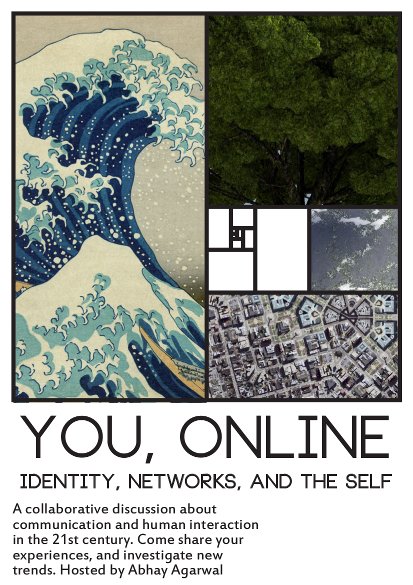 YOU, ONLINE
IDENTITY, NETWORKS, AND THE SELF
A collaborative discussion about
communication and human interaction
in the 21st century. Come share your
experiences, and investigate new
trends. Hosted by Abhay Agarwal